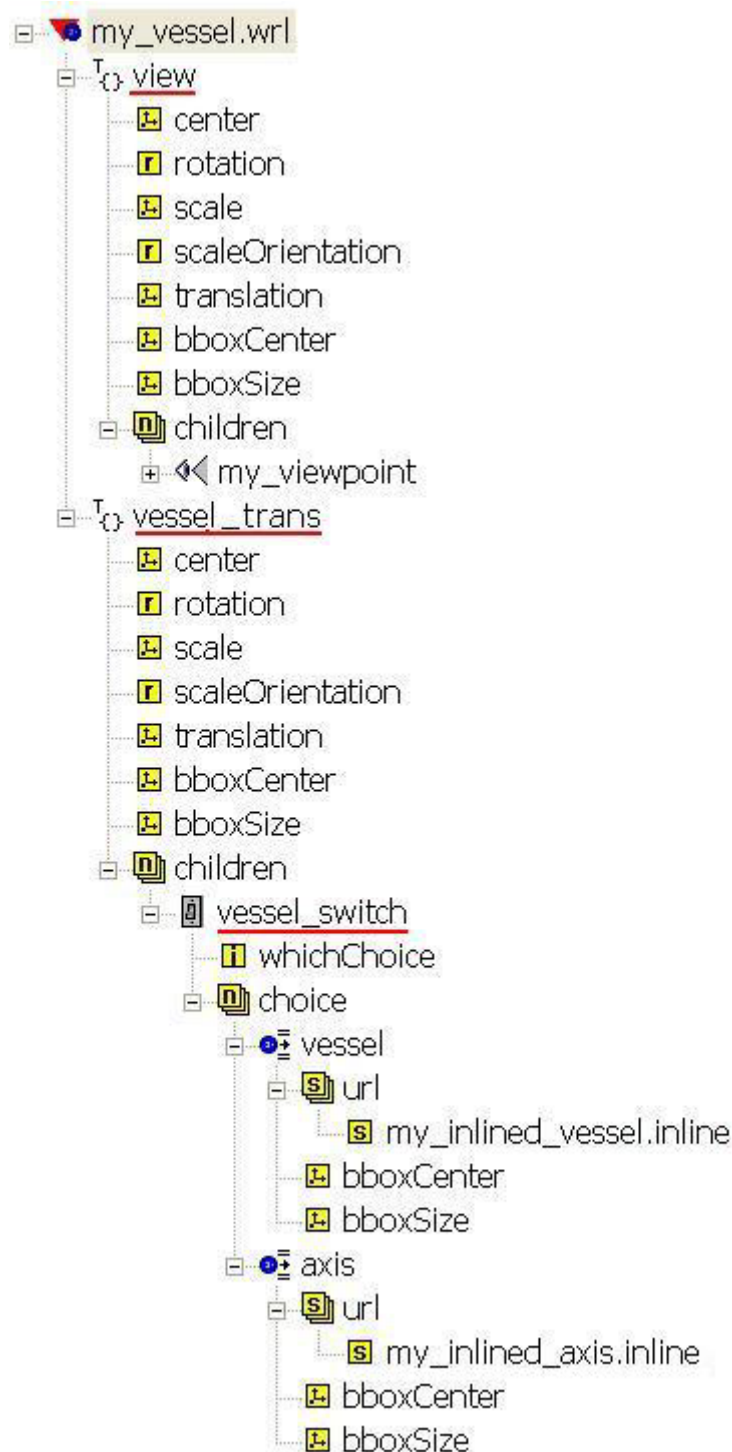 my_vessel.wrl
view
center
rotation
scale
scaleOrientation
translation
bboxCenter
bboxSize
children
my_viewpoint
vessel_trans
center
rotation
scale
scaleOrientation
translation
bboxCenter
bboxSize
children
vessel_switch
whichChoice
choice
vessel
url
my_inlined_vessel.inline
bboxCenter
bboxSize
axis
url
my_inlined_axis.inline
bboxCenter
bboxSize